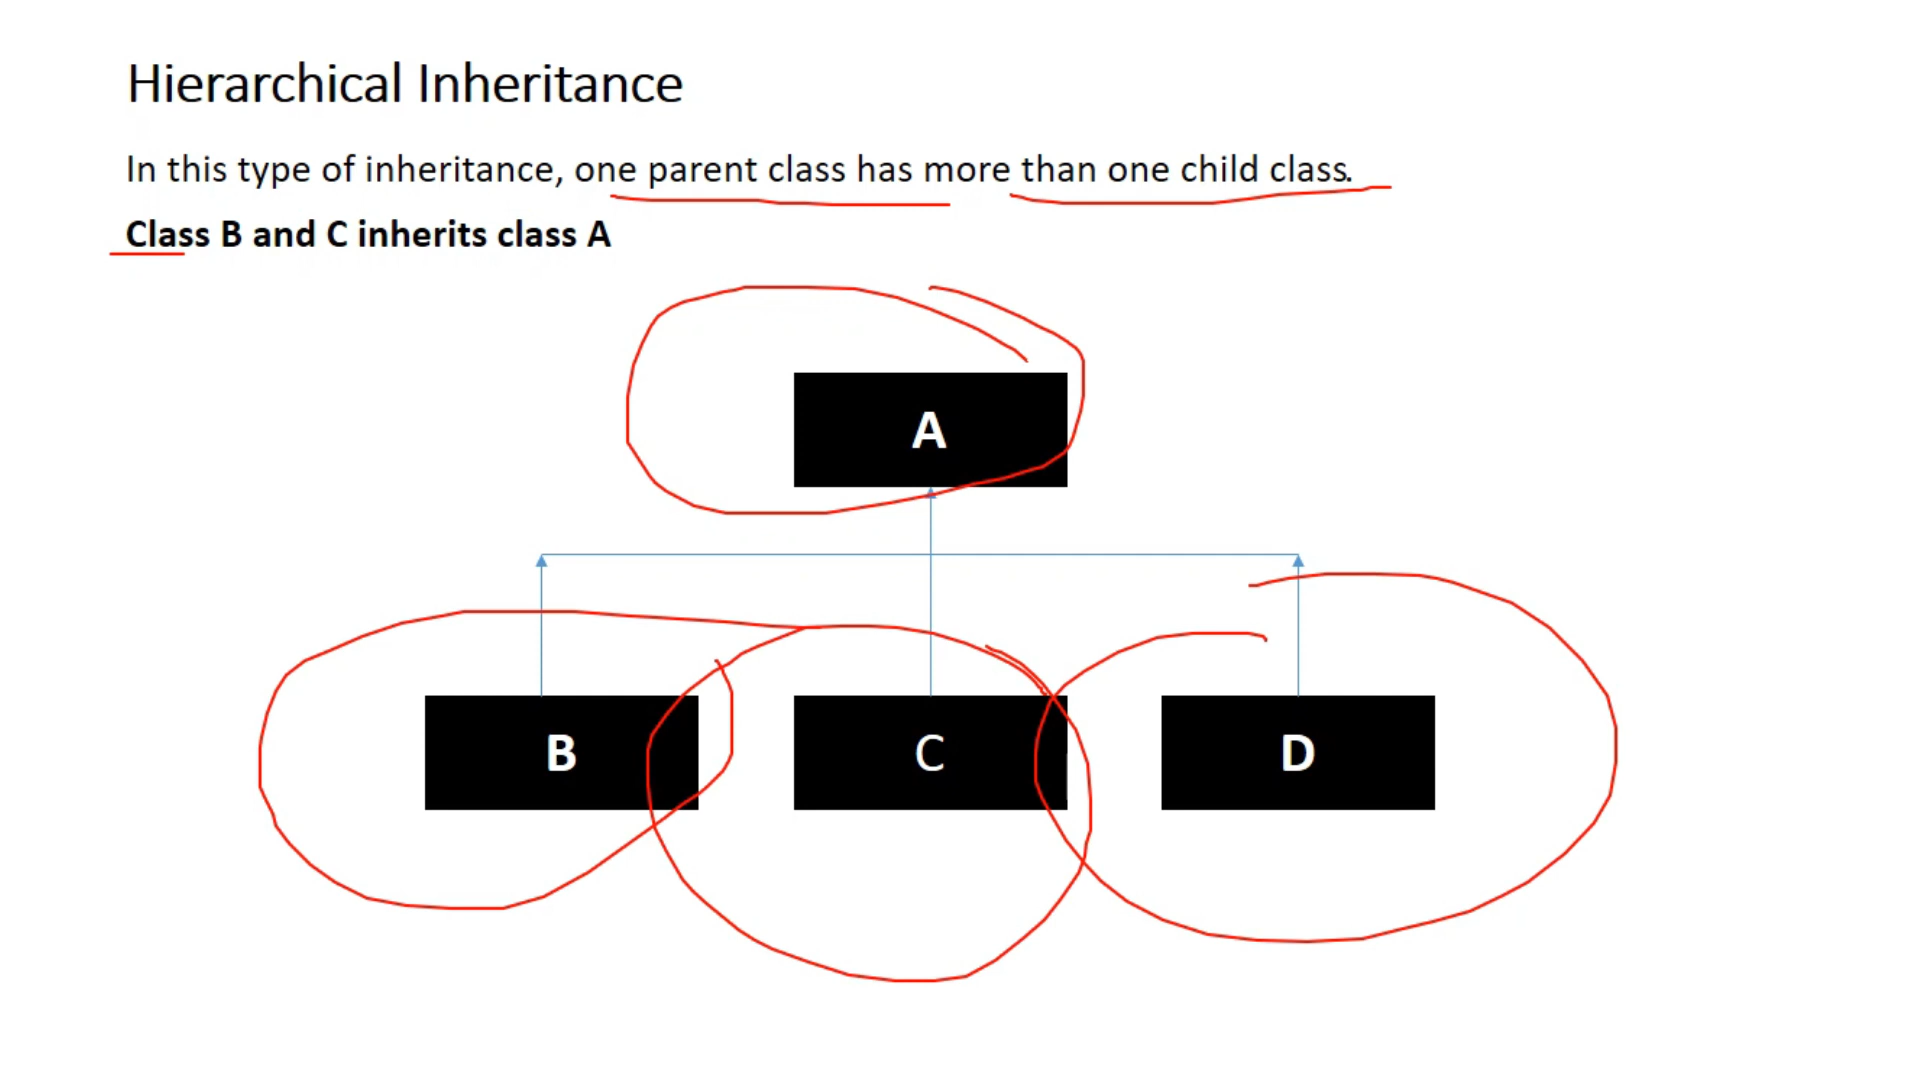 Hierarchical Inheritance
In this type of inheritance, one parent class has more than one child class.
Class B and C inherits class A
A
B
C
D